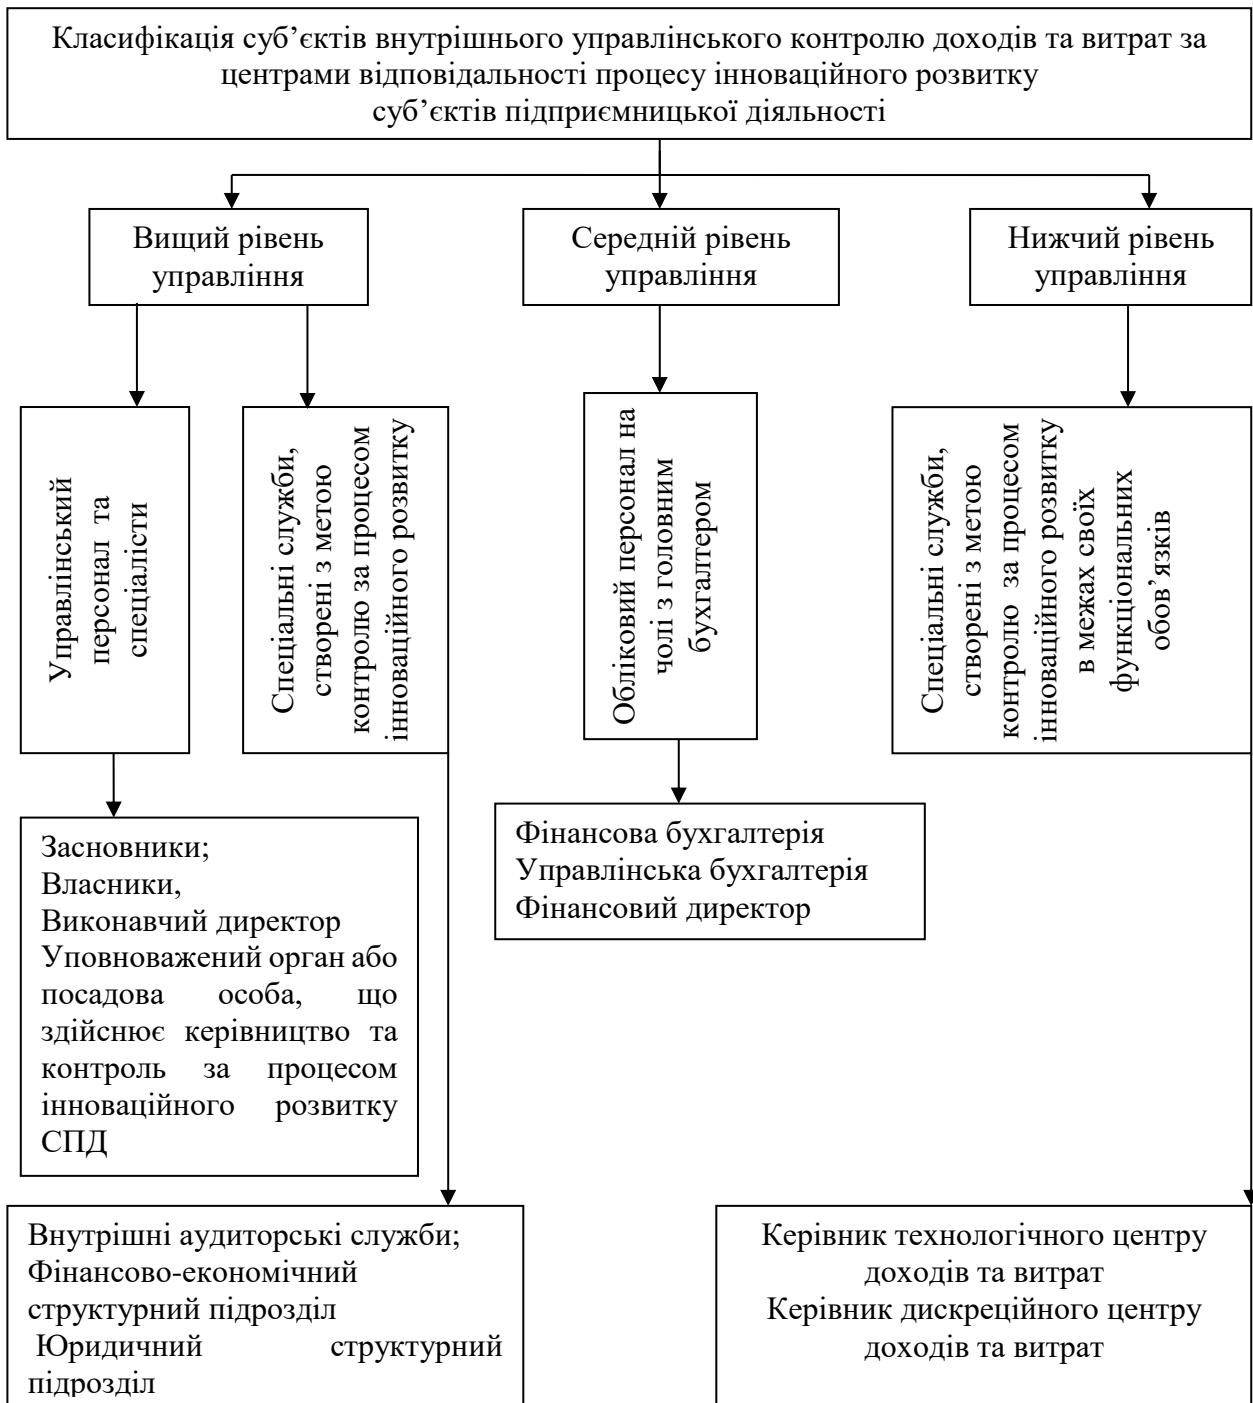 Класифікація суб’єктів внутрішнього управлінського контролю доходів та витрат за
центрами відповідальності процесу інноваційного розвитку
суб’єктів підприємницької діяльності
Вищий рівень
управління
Середній рівень
управління
Нижчий рівень
управління
Управлінський
персонал та
спеціалісти
Спеціальні служби,
створені з метою
контролю за процесом
інноваційного розвитку
Обліковий персонал на
чолі з головним
бухгалтером
Спеціальні служби,
створені з метою
контролю за процесом
інноваційного розвитку
в межах своїх
функціональних
обов’язків
Засновники;
Власники,
Виконавчий директор
Уповноважений орган або
посадова особа, що
здійснює керівництво та
контроль за процесом
інноваційного розвитку
СПД
Фінансова бухгалтерія
Управлінська бухгалтерія
Фінансовий директор
Внутрішні аудиторські служби;
Фінансово-економічний
структурний підрозділ
Юридичний структурний
підрозділ
Керівник технологічного центру
доходів та витрат
Керівник дискреційного центру
доходів та витрат